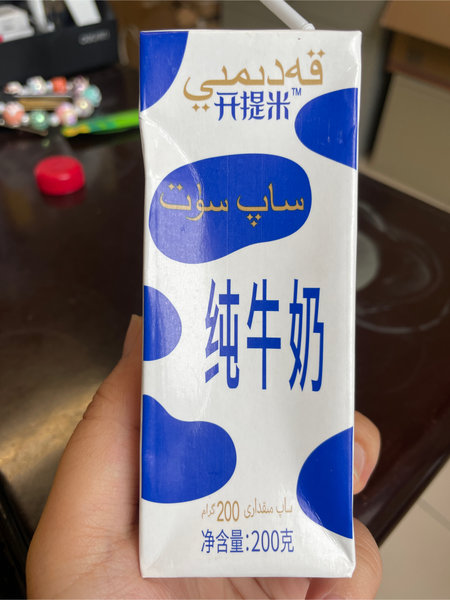 قەدىمىي
开提米™
ساپ سۈت
纯牛奶
ساپ مىقدارى 200 گرام
净含量:200克